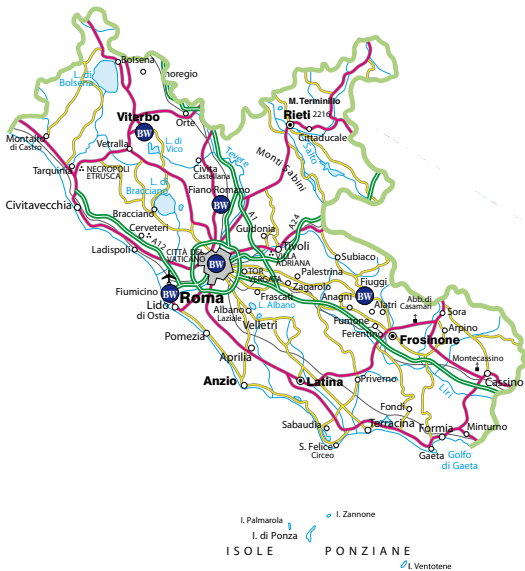 Bolsena
L. di
Bolsena
noregio
M. Terminillo
2216
Orte
Rieti
Viterbo
BW
Cittaducale
Montalto
di Castro
Vetralla
L. di
Vico
Tevere
Salto
Monti Sabini
Civita
Castellana
Tarquinia
NECROPOLI
ETRUSCA
L. di
Bracciano
Fiano Romano
BW
Civitavecchia
Bracciano
A1
A24
Cerveteri
Guidonia
A12
Ladispoli
CITTÀ DEL
VATICANO
BW
Tivoli
VILLA
ADRIANA
Subiaco
TOR
VERGATA
Palestrina
Zagarolo
Fiuggi
BW
Fiumicino
BW
Roma
Frascati
L. Albano
Anagni
Alatri
Abb.di
Casamari
Sora
Lido
di Ostia
Albano
Laziale
Velletri
Fumone
Ferentino
Arpino
Pomezia
Frosinone
Aprilia
Montecassino
Anzio
Latina
Priverno
Cassino
Liri
Fondi
Sabaudia
Terracina
Formia
Minturno
S. Felice
Circeo
Gaeta
Golfo
di Gaeta
I. Palmarola
I. Zannone
I. di Ponza
ISOLE PONZIANE
I. Ventotene